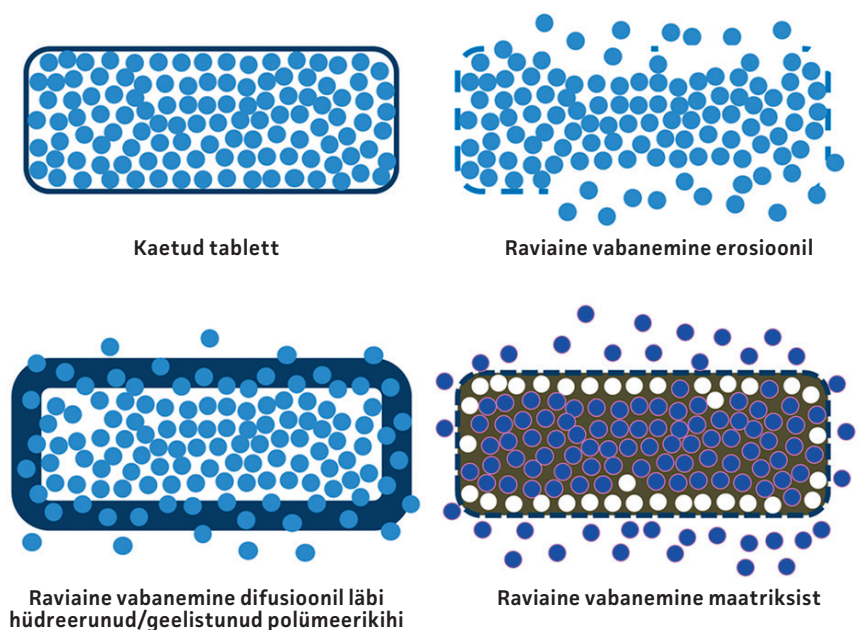 Kaetud tablett
Raviaine vabanemine erosioonil
Raviaine vabanemine difusioonil läbi
hüdreerunud/geelistunud polümeerikihi
Raviaine vabanemine maatriksist